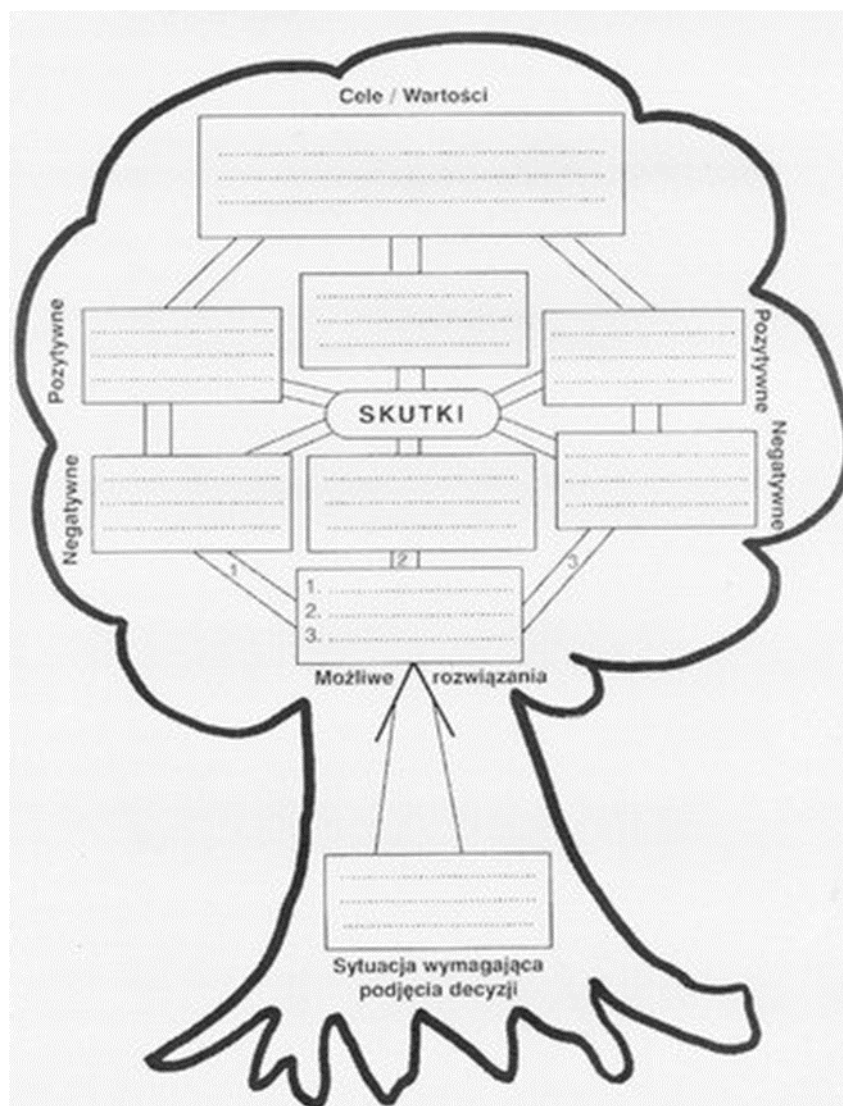 Cele / Wartości
Pozytywne
Pozytywne
SKUTKI
Negatywne
Negatywne
1
2
3
1.
2.
3.
Możliwe rozwiązania
Sytuacja wymagająca
podjęcia decyzji